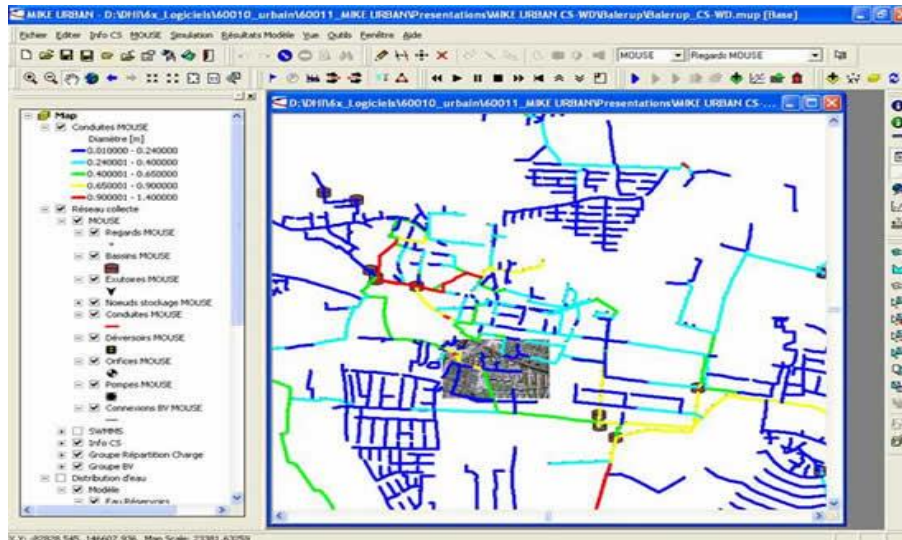 MIKE URBAN - D:\DHI\6x_Logiciels\60010_urbain\60011_MIKE URBAN\Presentations\MIKE URBAN CS-WD\Balerup\Balerup_CS-WD.mup [Base]
Fichier Editer Info CS MOUSE Simulation Résultats Modèle Vue Outils Fenêtre Aide
MOUSE Regards MOUSE
D:\DHI\6x_Logiciels\60010_urbain\60011_MIKE URBAN\Presentations\MIKE URBAN CS- ...
Map
Conduites MOUSE
Diamètre [m]
0.010000 - 0.240000
0.240001 - 0.400000
0.400001 - 0.650000
0.650001 - 0.900000
0.900001 - 1.400000
Réseau collecte
MOUSE
Regards MOUSE
Bassins MOUSE
Exutoires MOUSE
Noeuds stockage MOUSE
Conduites MOUSE
Déversoirs MOUSE
Orifices MOUSE
Pompes MOUSE
Connexions BV MOUSE
SWMM5
Info CS
Groupe Répartition Charge
Groupe BV
Distribution d'eau
Modèle
Eau Réservoirs